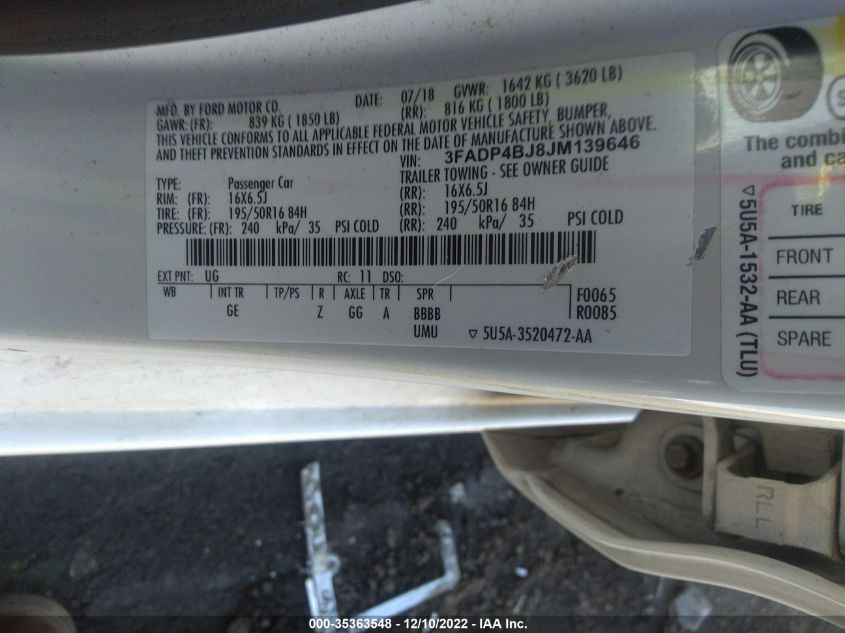 MFD. BY FORD MOTOR CO. DATE: 07/18 GVWR: 1642 KG ( 3620 LB)
GAWR: (FR): 839 KG ( 1850 LB) (RR): 816 KG ( 1800 LB)
THIS VEHICLE CONFORMS TO ALL APPLICABLE FEDERAL MOTOR VEHICLE SAFETY, BUMPER,
AND THEFT PREVENTION STANDARDS IN EFFECT ON THE DATE OF MANUFACTURE SHOWN ABOVE.
VIN: 3FADP4BJ8JM139646
TYPE: Passenger Car TRAILER TOWING - SEE OWNER GUIDE
RIM: (FR): 16X6.5J (RR): 16X6.5J
TIRE: (FR): 195/50R16 84H (RR): 195/50R16 84H
PRESSURE: (FR): 240 kPa/ 35 PSI COLD (RR): 240 kPa/ 35 PSI COLD
EXT PNT: UG RC: 11 DSO:
WB INT TR TP/PS R AXLE TR SPR F0065
GE Z GG A BBBB R0085
UMU ▽ 5U5A-3520472-AA
The combi
and ca
TIRE
FRONT
REAR
SPARE
▽ 5U5A-1532-AA (TLU)
RLL
000-35363548 - 12/10/2022 - IAA Inc.